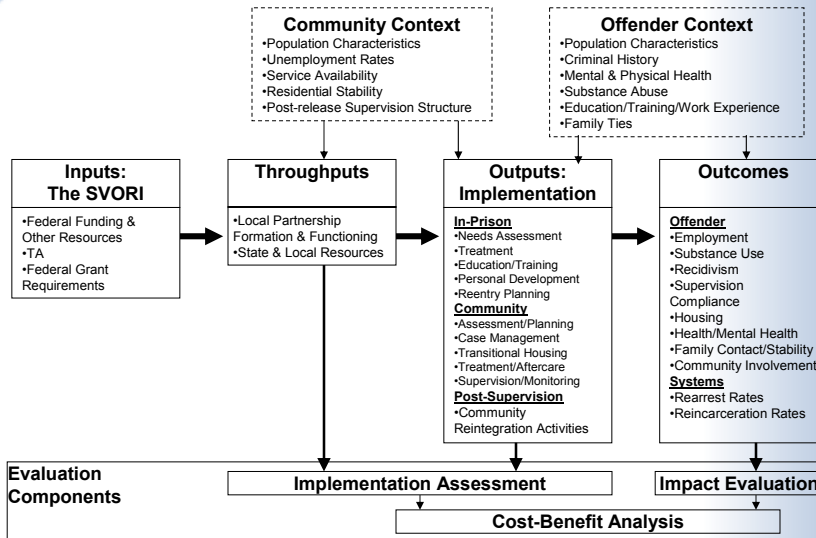 Community Context
•Population Characteristics
•Unemployment Rates
•Service Availability
•Residential Stability
•Post-release Supervision Structure
Offender Context
•Population Characteristics
•Criminal History
•Mental & Physical Health
•Substance Abuse
•Education/Training/Work Experience
•Family Ties
Inputs:
The SVORI
•Federal Funding &
Other Resources
•TA
•Federal Grant
Requirements
Throughputs
•Local Partnership
Formation & Functioning
•State & Local Resources
Outputs:
Implementation
In-Prison
•Needs Assessment
•Treatment
•Education/Training
•Personal Development
•Reentry Planning
Community
•Assessment/Planning
•Case Management
•Transitional Housing
•Treatment/Aftercare
•Supervision/Monitoring
Post-Supervision
•Community
Reintegration Activities
Outcomes
Offender
•Employment
•Substance Use
•Recidivism
•Supervision
Compliance
•Housing
•Health/Mental Health
•Family Contact/Stability
•Community Involvement
Systems
•Rearrest Rates
•Reincarceration Rates
Evaluation
Components
Implementation Assessment
Impact Evaluation
Cost-Benefit Analysis